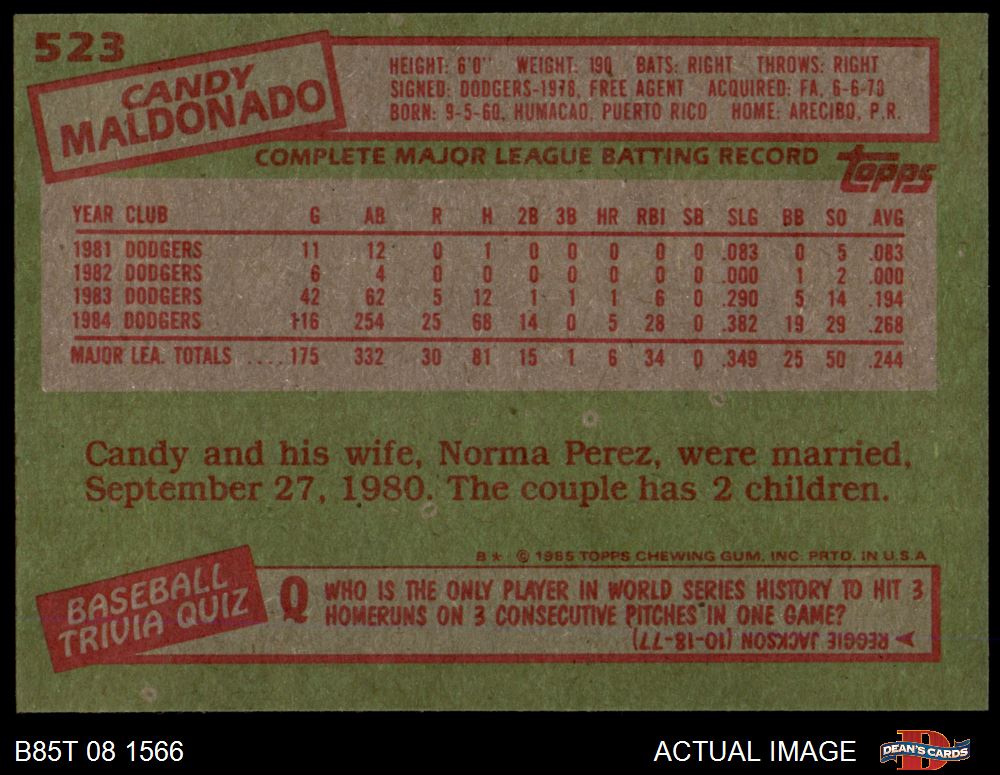 523
CANDY
MALDONADO
HEIGHT: 6'0" WEIGHT: 190 BATS: RIGHT THROWS: RIGHT
SIGNED: DODGERS-1978, FREE AGENT ACQUIRED: FA, 6-6-78
BORN: 9-5-60, HUMACAO, PUERTO RICO HOME: ARECIBO, P.R.
COMPLETE MAJOR LEAGUE BATTING RECORD
topps
YEAR CLUB G AB R H 2B 3B HR RBI SB SLG BB SO AVG
1981 DODGERS 11 12 0 1 0 0 0 0 0 .083 0 5 .083
1982 DODGERS 6 4 0 0 0 0 0 0 0 .000 1 2 .000
1983 DODGERS 42 62 5 12 1 1 1 6 0 .290 5 14 .194
1984 DODGERS 116 254 25 68 14 0 5 28 0 .382 19 29 .268
MAJOR LEA. TOTALS ....175 332 30 81 15 1 6 34 0 .349 25 50 .244
Candy and his wife, Norma Perez, were married,
September 27, 1980. The couple has 2 children.
B★ © 1985 TOPPS CHEWING GUM, INC. PRTD. IN U.S.A
BASEBALL
TRIVIA QUIZ
Q WHO IS THE ONLY PLAYER IN WORLD SERIES HISTORY TO HIT 3
HOMERUNS ON 3 CONSECUTIVE PITCHES IN ONE GAME?
REGGIE JACKSON (10-18-77)
B85T 08 1566
ACTUAL IMAGE
D
DEAN'S CARDS